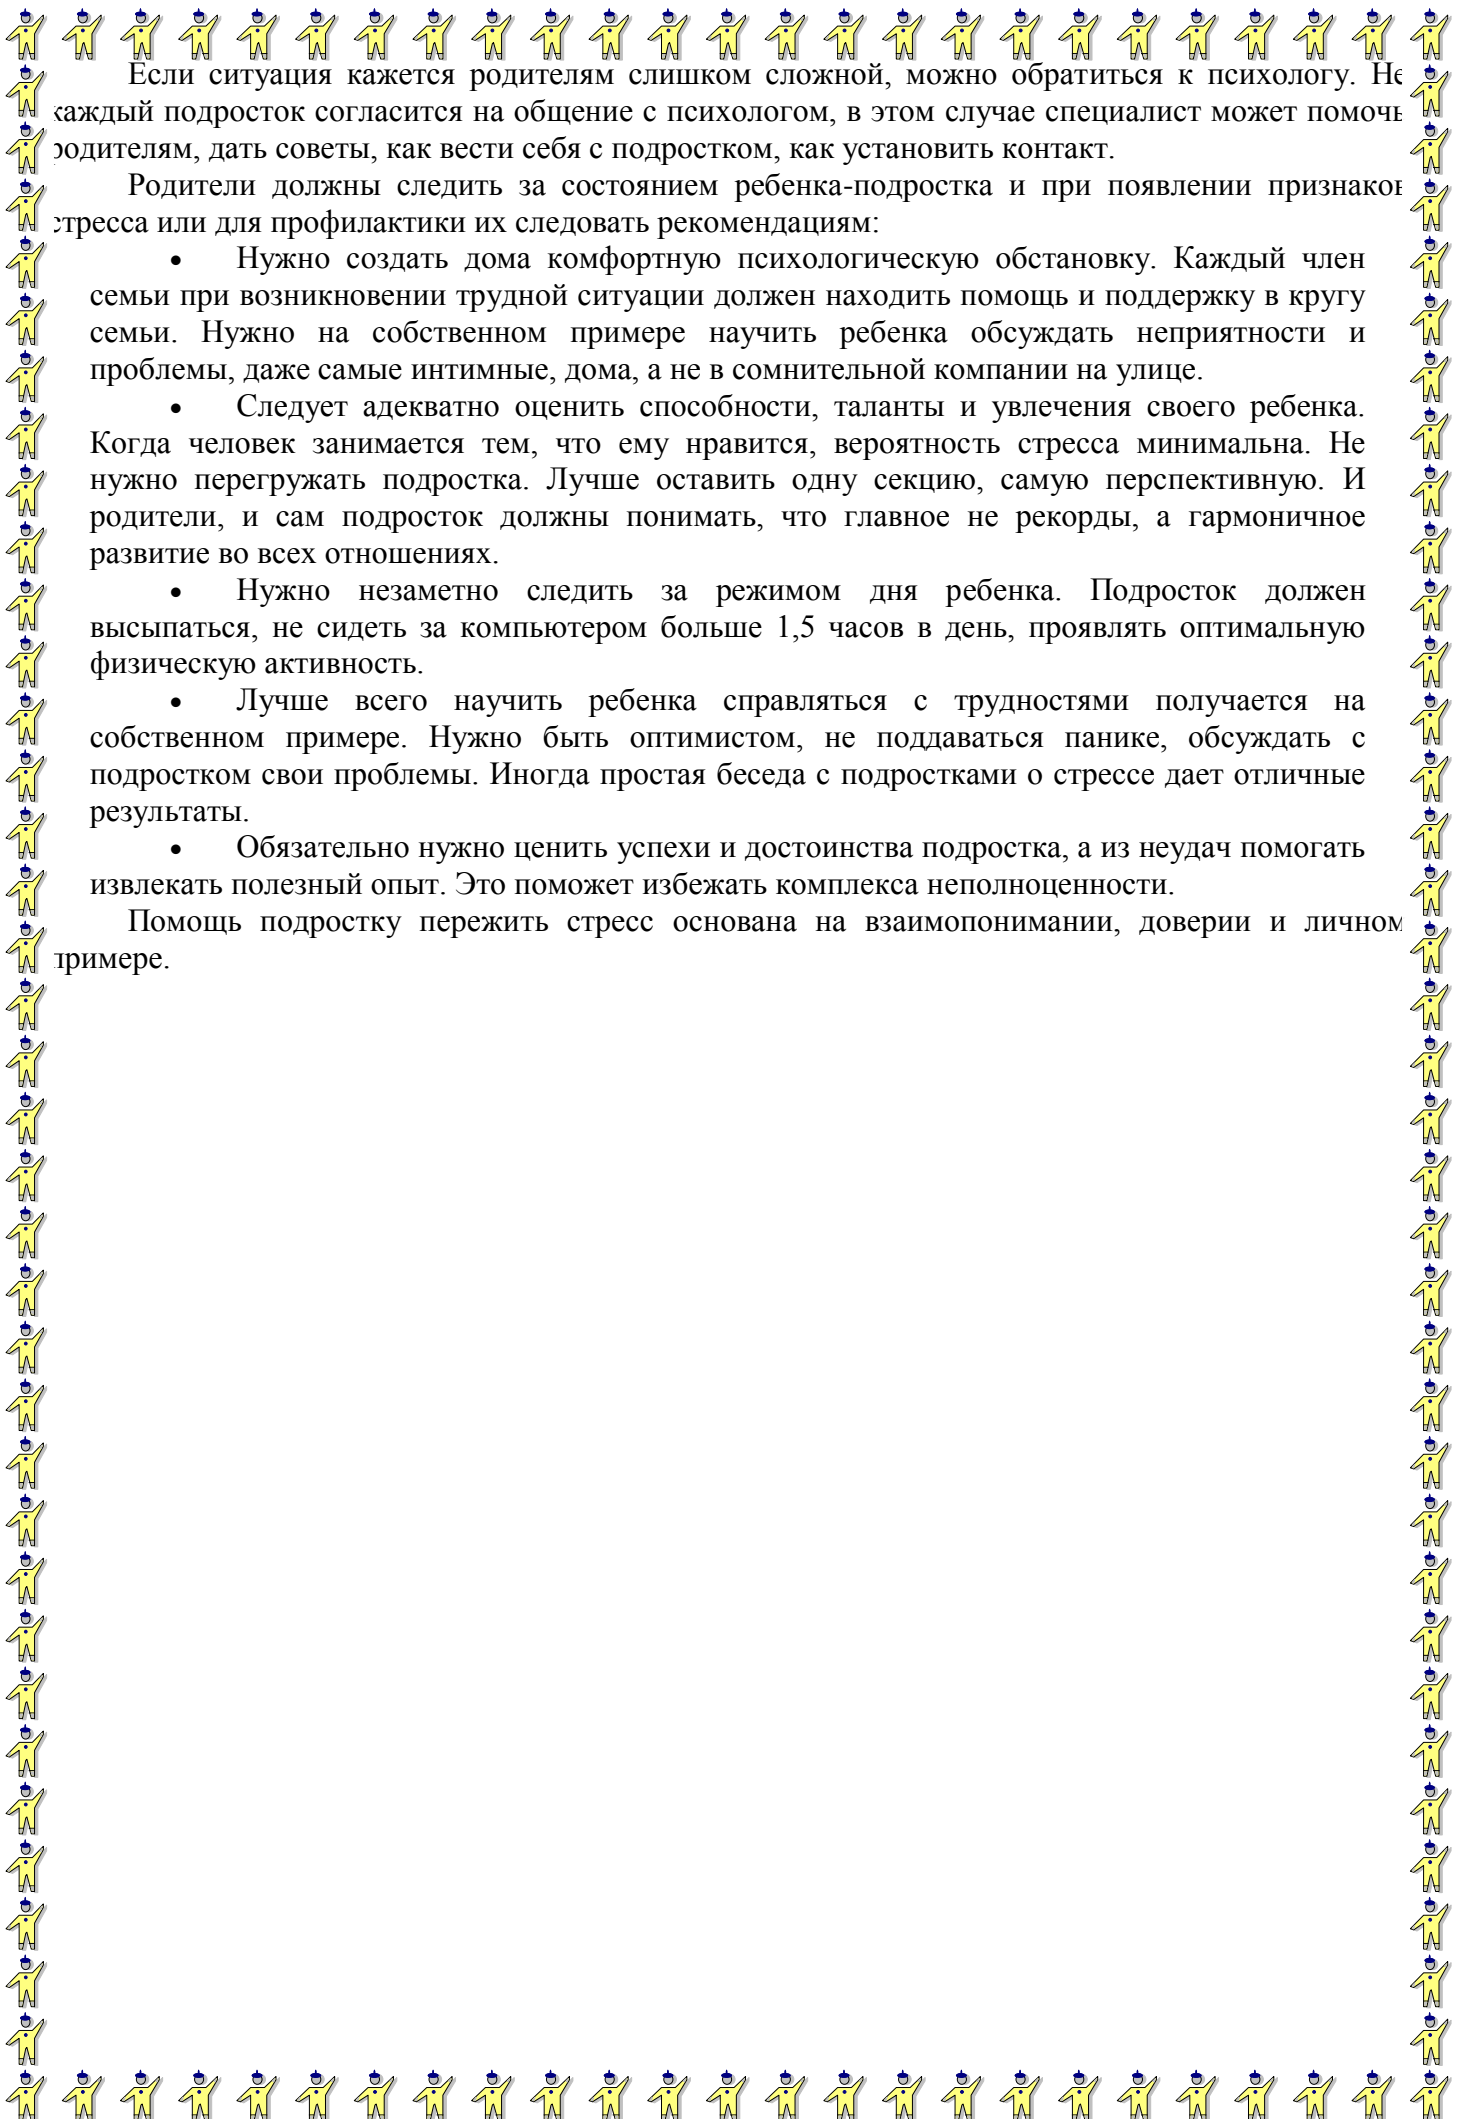 Если ситуация кажется родителям слишком сложной, можно обратиться к психологу. Не
каждый подросток согласится на общение с психологом, в этом случае специалист может помочь
родителям, дать советы, как вести себя с подростком, как установить контакт.
Родители должны следить за состоянием ребенка-подростка и при появлении признаков
стресса или для профилактики их следовать рекомендациям:
• Нужно создать дома комфортную психологическую обстановку. Каждый член
семьи при возникновении трудной ситуации должен находить помощь и поддержку в кругу
семьи. Нужно на собственном примере научить ребенка обсуждать неприятности и
проблемы, даже самые интимные, дома, а не в сомнительной компании на улице.
• Следует адекватно оценить способности, таланты и увлечения своего ребенка.
Когда человек занимается тем, что ему нравится, вероятность стресса минимальна. Не
нужно перегружать подростка. Лучше оставить одну секцию, самую перспективную. И
родители, и сам подросток должны понимать, что главное не рекорды, а гармоничное
развитие во всех отношениях.
• Нужно незаметно следить за режимом дня ребенка. Подросток должен
высыпаться, не сидеть за компьютером больше 1,5 часов в день, проявлять оптимальную
физическую активность.
• Лучше всего научить ребенка справляться с трудностями получается на
собственном примере. Нужно быть оптимистом, не поддаваться панике, обсуждать с
подростком свои проблемы. Иногда простая беседа с подростками о стрессе дает отличные
результаты.
• Обязательно нужно ценить успехи и достоинства подростка, а из неудач помогать
извлекать полезный опыт. Это поможет избежать комплекса неполноценности.
Помощь подростку пережить стресс основана на взаимопонимании, доверии и личном
примере.